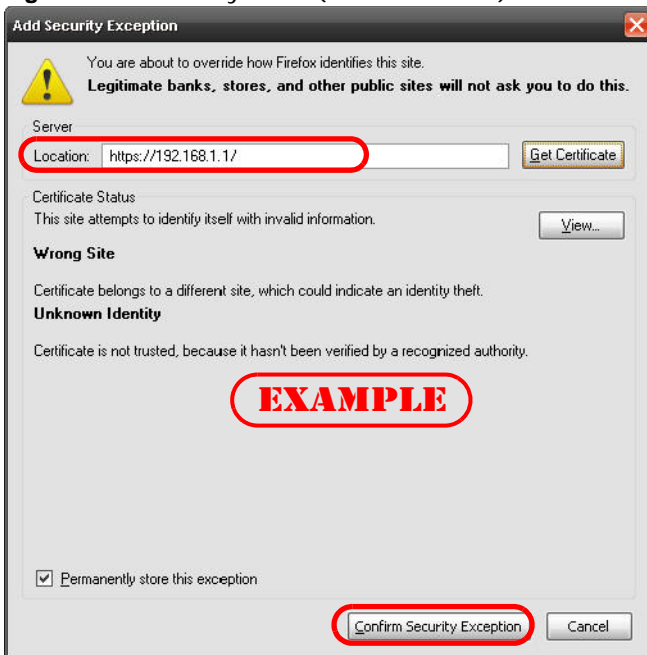 Add Security Exception
You are about to override how Firefox identifies this site.
Legitimate banks, stores, and other public sites will not ask you to do this.
Server
Location: https://192.168.1.1/ Get Certificate
Certificate Status
This site attempts to identify itself with invalid information.
View...
Wrong Site
Certificate belongs to a different site, which could indicate an identity theft.
Unknown Identity
Certificate is not trusted, because it hasn't been verified by a recognized authority.
EXAMPLE
Permanently store this exception
Confirm Security Exception Cancel